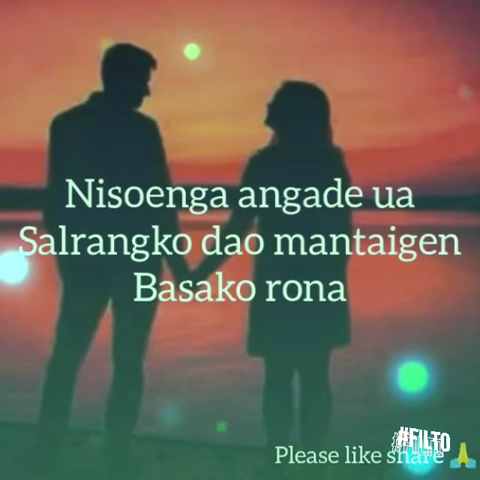 Nisoenga angade ua
Salrangko dao mantaigen
Basako rona
#FILTO
Please like share 🙏